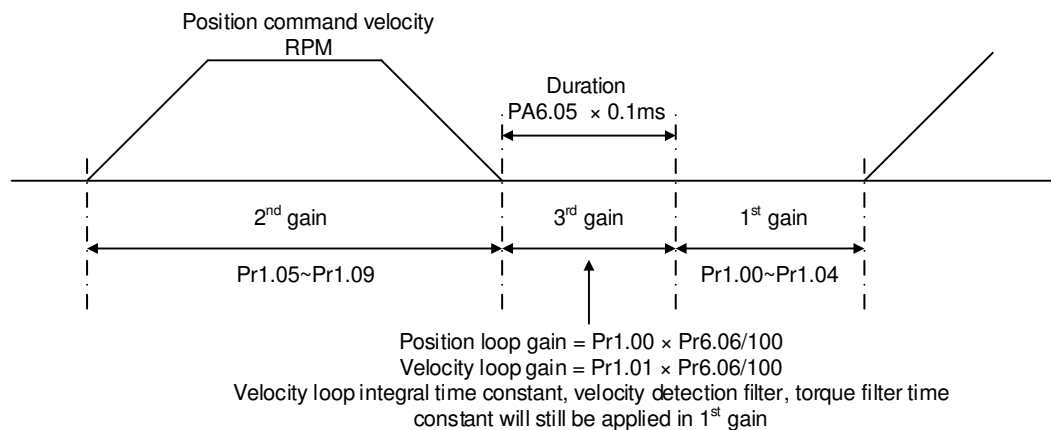 Position command velocity
RPM
Duration
PA6.05 × 0.1ms
2nd gain
3rd gain
1st gain
Pr1.05~Pr1.09
Pr1.00~Pr1.04
Position loop gain = Pr1.00 × Pr6.06/100
Velocity loop gain = Pr1.01 × Pr6.06/100
Velocity loop integral time constant, velocity detection filter, torque filter time
constant will still be applied in 1st gain